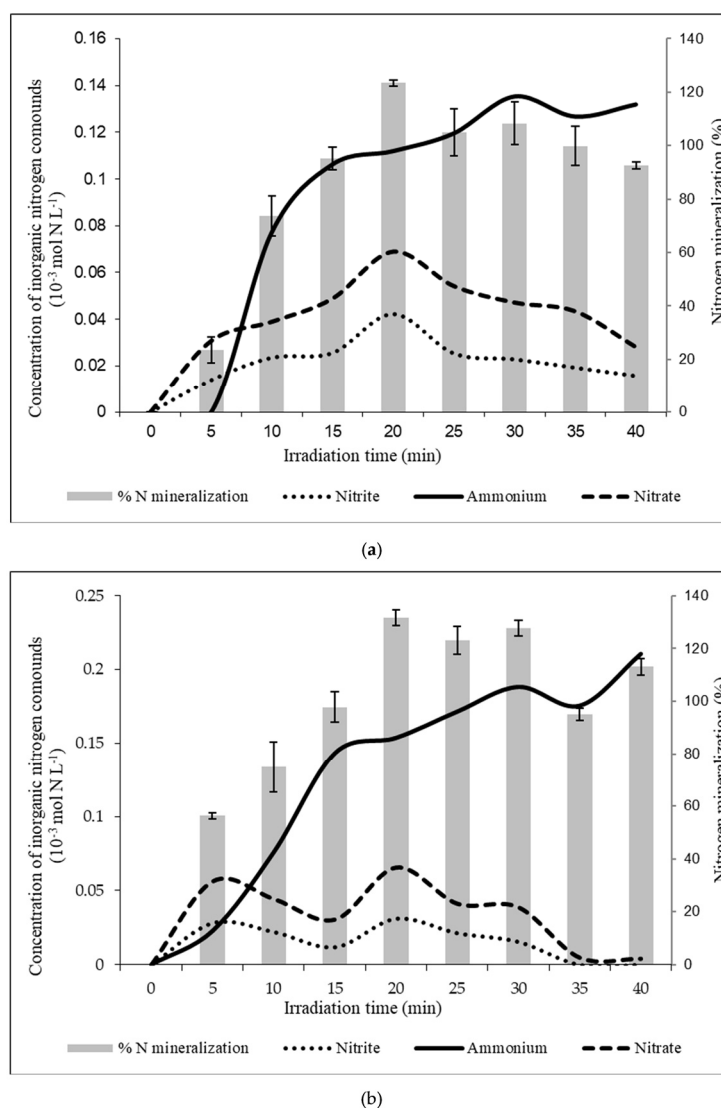 0.16
0.14
0.12
0.1
0.08
0.06
0.04
0.02
0
140
120
100
80
60
40
20
0
Concentration of inorganic nitrogen comounds
(10⁻³ mol N L⁻¹)
Nitrogen mineralization (%)
0 5 10 15 20 25 30 35 40
Irradiation time (min)
% N mineralization Nitrite Ammonium Nitrate
(a)
0.25
0.2
0.15
0.1
0.05
0
140
120
100
80
60
40
20
0
Concentration of inorganic nitrogen comounds
(10⁻³ mol N L⁻¹)
Nitrogen mineralization (%)
0 5 10 15 20 25 30 35 40
Irradiation time (min)
% N mineralization Nitrite Ammonium Nitrate
(b)